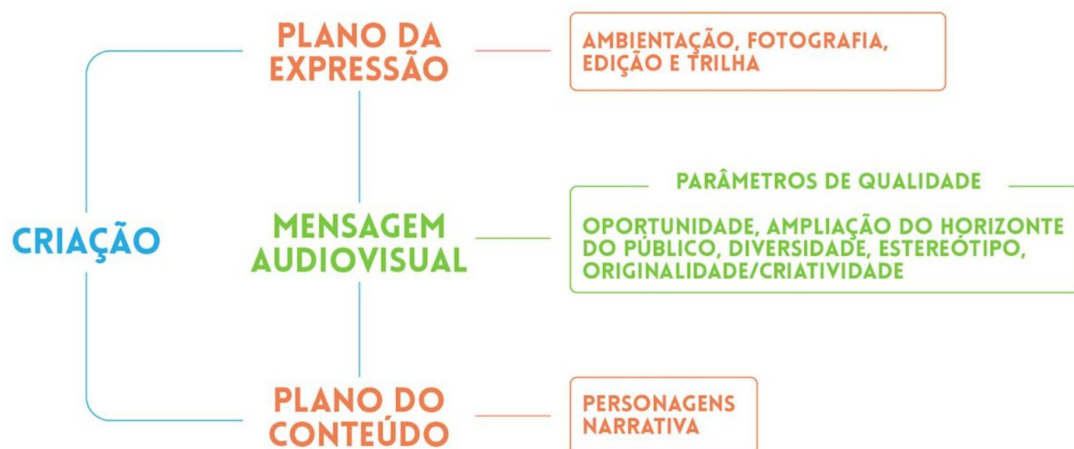 PLANO DA
EXPRESSÃO
AMBIENTAÇÃO, FOTOGRAFIA,
EDIÇÃO E TRILHA
CRIAÇÃO
MENSAGEM
AUDIOVISUAL
PARÂMETROS DE QUALIDADE
OPORTUNIDADE, AMPLIAÇÃO DO HORIZONTE
DO PÚBLICO, DIVERSIDADE, ESTEREÓTIPO,
ORIGINALIDADE/CRIATIVIDADE
PLANO DO
CONTEÚDO
PERSONAGENS
NARRATIVA